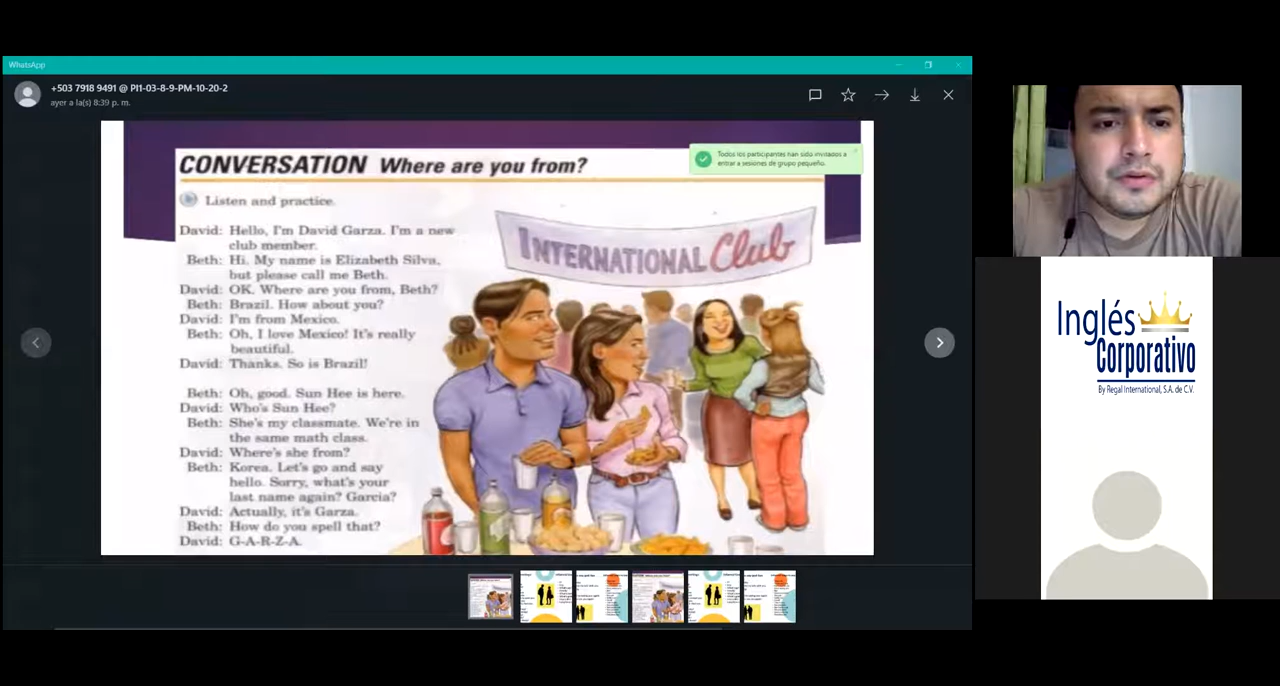 WhatsApp
+503 7918 9491 @ PI1-03-8-9-PM-10-20-2
ayer a la(s) 8:39 p. m.
CONVERSATION Where are you from?
Todos los participantes han sido invitados a
entrar a sesiones de grupo pequeño.
Listen and practice.
David: Hello, I'm David Garza. I'm a new
club member.
Beth: Hi. My name is Elizabeth Silva,
but please call me Beth.
David: OK. Where are you from, Beth?
Beth: Brazil. How about you?
David: I'm from Mexico.
Beth: Oh, I love Mexico! It's really
beautiful.
David: Thanks. So is Brazil!
Beth: Oh, good. Sun Hee is here.
David: Who's Sun Hee?
Beth: She's my classmate. We're in
the same math class.
David: Where's she from?
Beth: Korea. Let's go and say
hello. Sorry, what's your
last name again? Garcia?
David: Actually, it's Garza.
Beth: How do you spell that?
David: G-A-R-Z-A.
INTERNATIONAL Club
Inglés
Corporativo
By Regal International, S.A. de C.V.